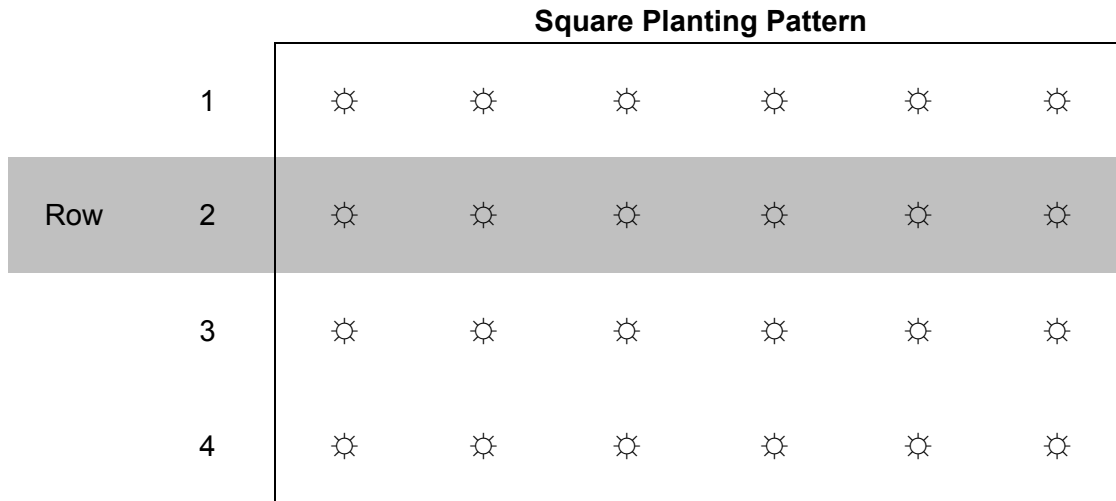 Square Planting Pattern
1 ☼ ☼ ☼ ☼ ☼ ☼
Row 2 ☼ ☼ ☼ ☼ ☼ ☼
3 ☼ ☼ ☼ ☼ ☼ ☼
4 ☼ ☼ ☼ ☼ ☼ ☼